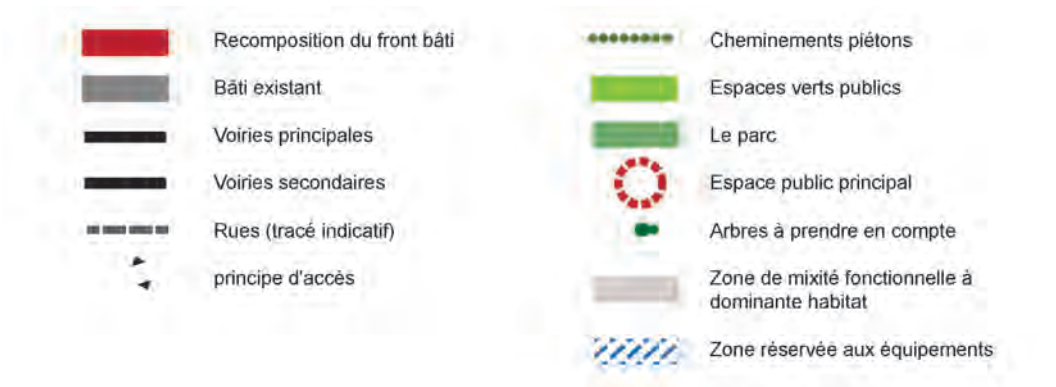 Recomposition du front bâti
Bâti existant
Voiries principales
Voiries secondaires
Rues (tracé indicatif)
principe d'accès
Cheminements piétons
Espaces verts publics
Le parc
Espace public principal
Arbres à prendre en compte
Zone de mixité fonctionnelle à
dominante habitat
Zone réservée aux équipements